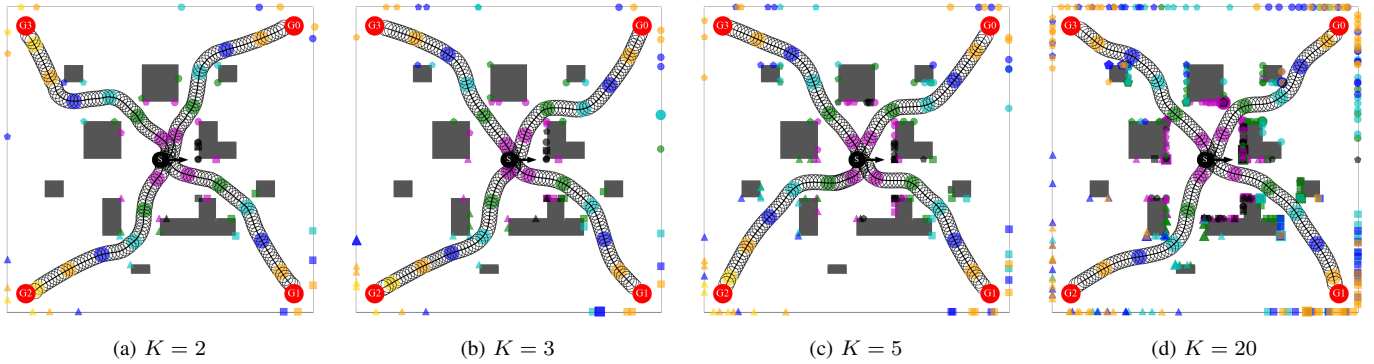 G3 G0 G3 G0 G3 G0 G3 G0
S S S S
G2 G1 G2 G1 G2 G1 G2 G1
(a) K = 2 (b) K = 3 (c) K = 5 (d) K = 20